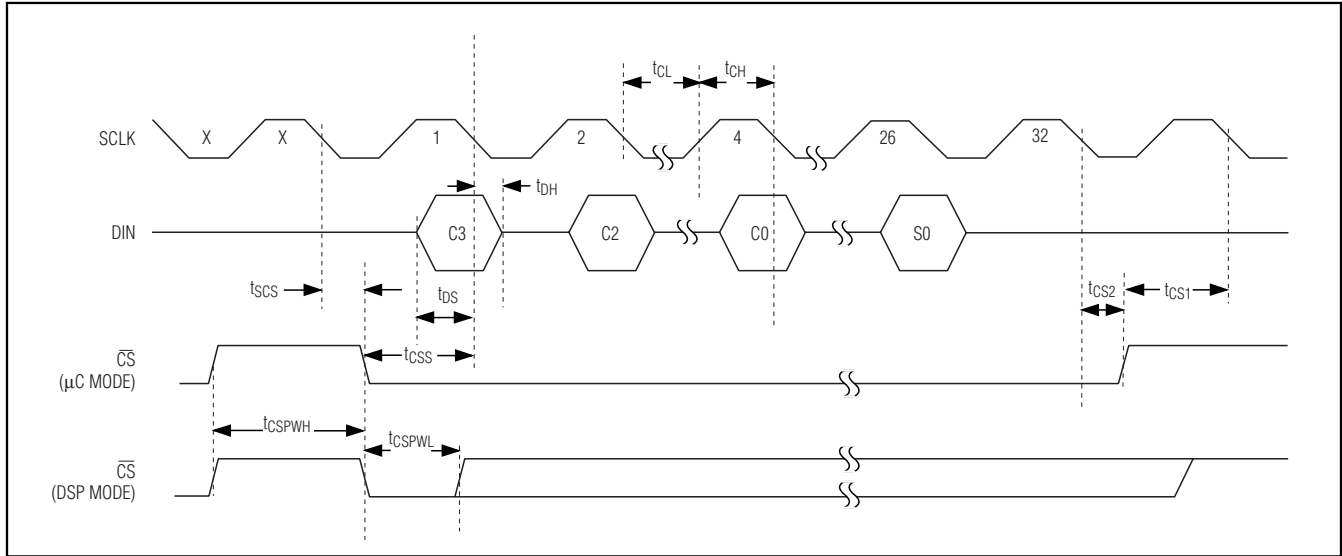 tCL
tCH
SCLK
X
X
1
2
4
26
32
tDH
DIN
C3
C2
C0
S0
tSCS
tDS
tCS2
tCS1
tCSS
CS
(μC MODE)
tCSPWH
tCSPWL
CS
(DSP MODE)